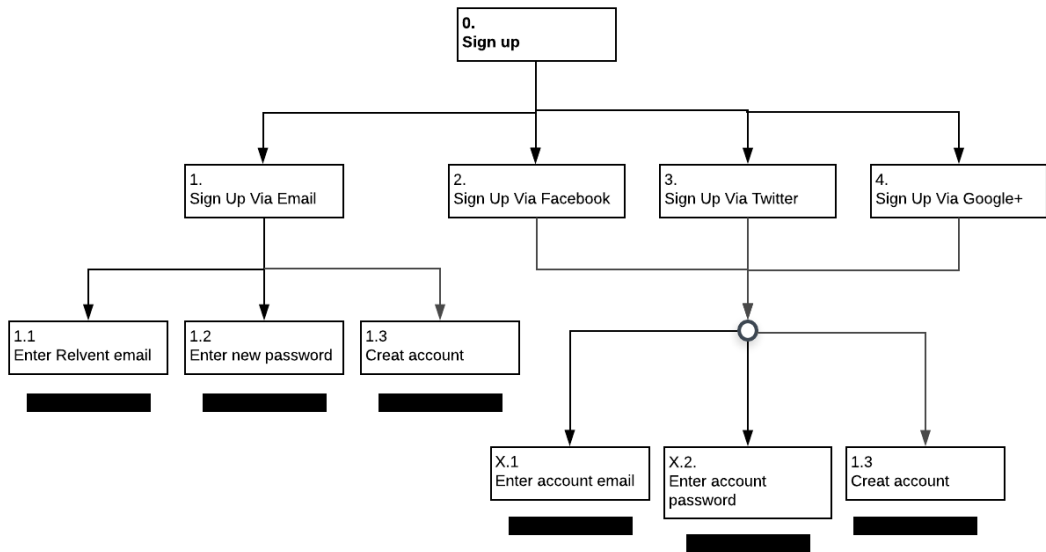 0.
Sign up
1.
Sign Up Via Email
2.
Sign Up Via Facebook
3.
Sign Up Via Twitter
4.
Sign Up Via Google+
1.1
Enter Relvent email
1.2
Enter new password
1.3
Creat account
X.1
Enter account email
X.2.
Enter account
password
1.3
Creat account